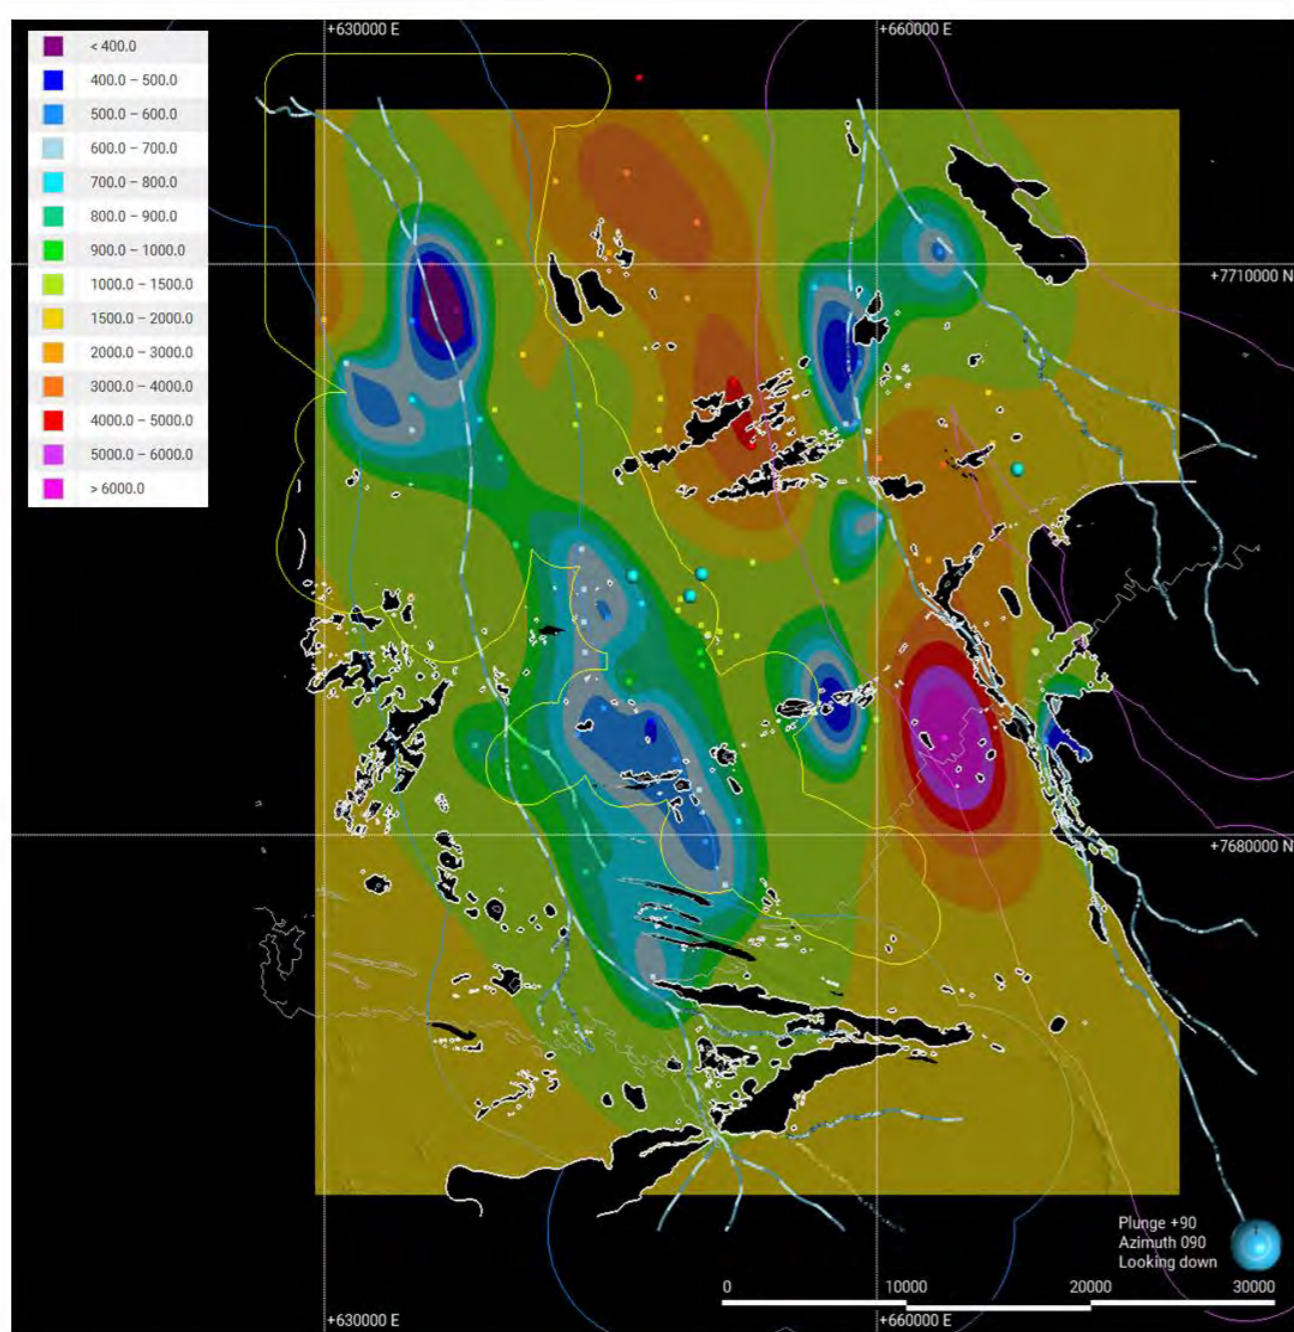 +630000 E
+660000 E
< 400.0
400.0 – 500.0
500.0 – 600.0
600.0 – 700.0
700.0 – 800.0
800.0 – 900.0
900.0 – 1000.0
1000.0 – 1500.0
1500.0 – 2000.0
2000.0 – 3000.0
3000.0 – 4000.0
4000.0 – 5000.0
5000.0 – 6000.0
> 6000.0
+7710000 N
+7680000 N
Plunge +90
Azimuth 090
Looking down
0
10000
20000
30000
+630000 E
+660000 E